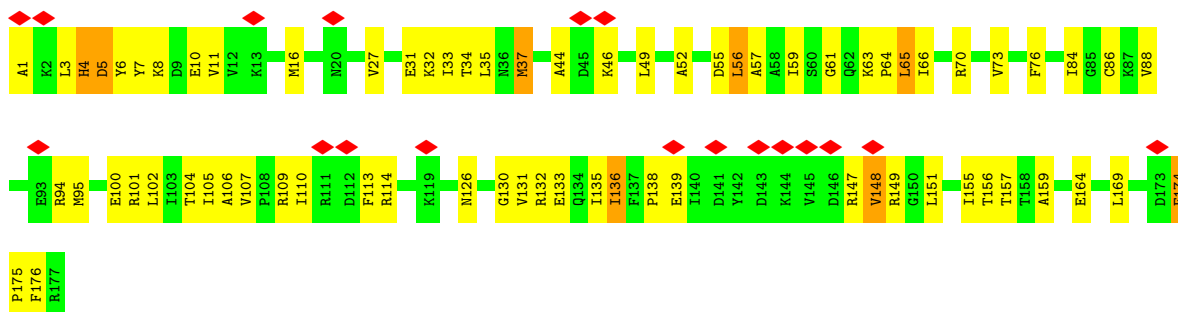 A1 K2 L3 H4 D5 Y6 Y7 K8 D9 E10 V11 V12 K13 M16 N20 V27 E31 K32 I33 T34 L35 N36 M37 A44 D45 K46 L49 A52 D55 L56 A57 A58 I59 S60 G61 Q62 K63 P64 L65 I66 R70 V73 F76 I84 G85 C86 K87 V88
E93 R94 M95 E100 R101 L102 I103 T104 I105 A106 V107 P108 R109 I110 R111 D112 F113 R114 K119 N126 G130 V131 R132 E133 Q134 I135 I136 F137 P138 E139 I140 D141 Y142 D143 K144 V145 D146 R147 V148 R149 G150 L151 I155 T156 T157 T158 A159 E164 L169 D173
P175 F176 R177